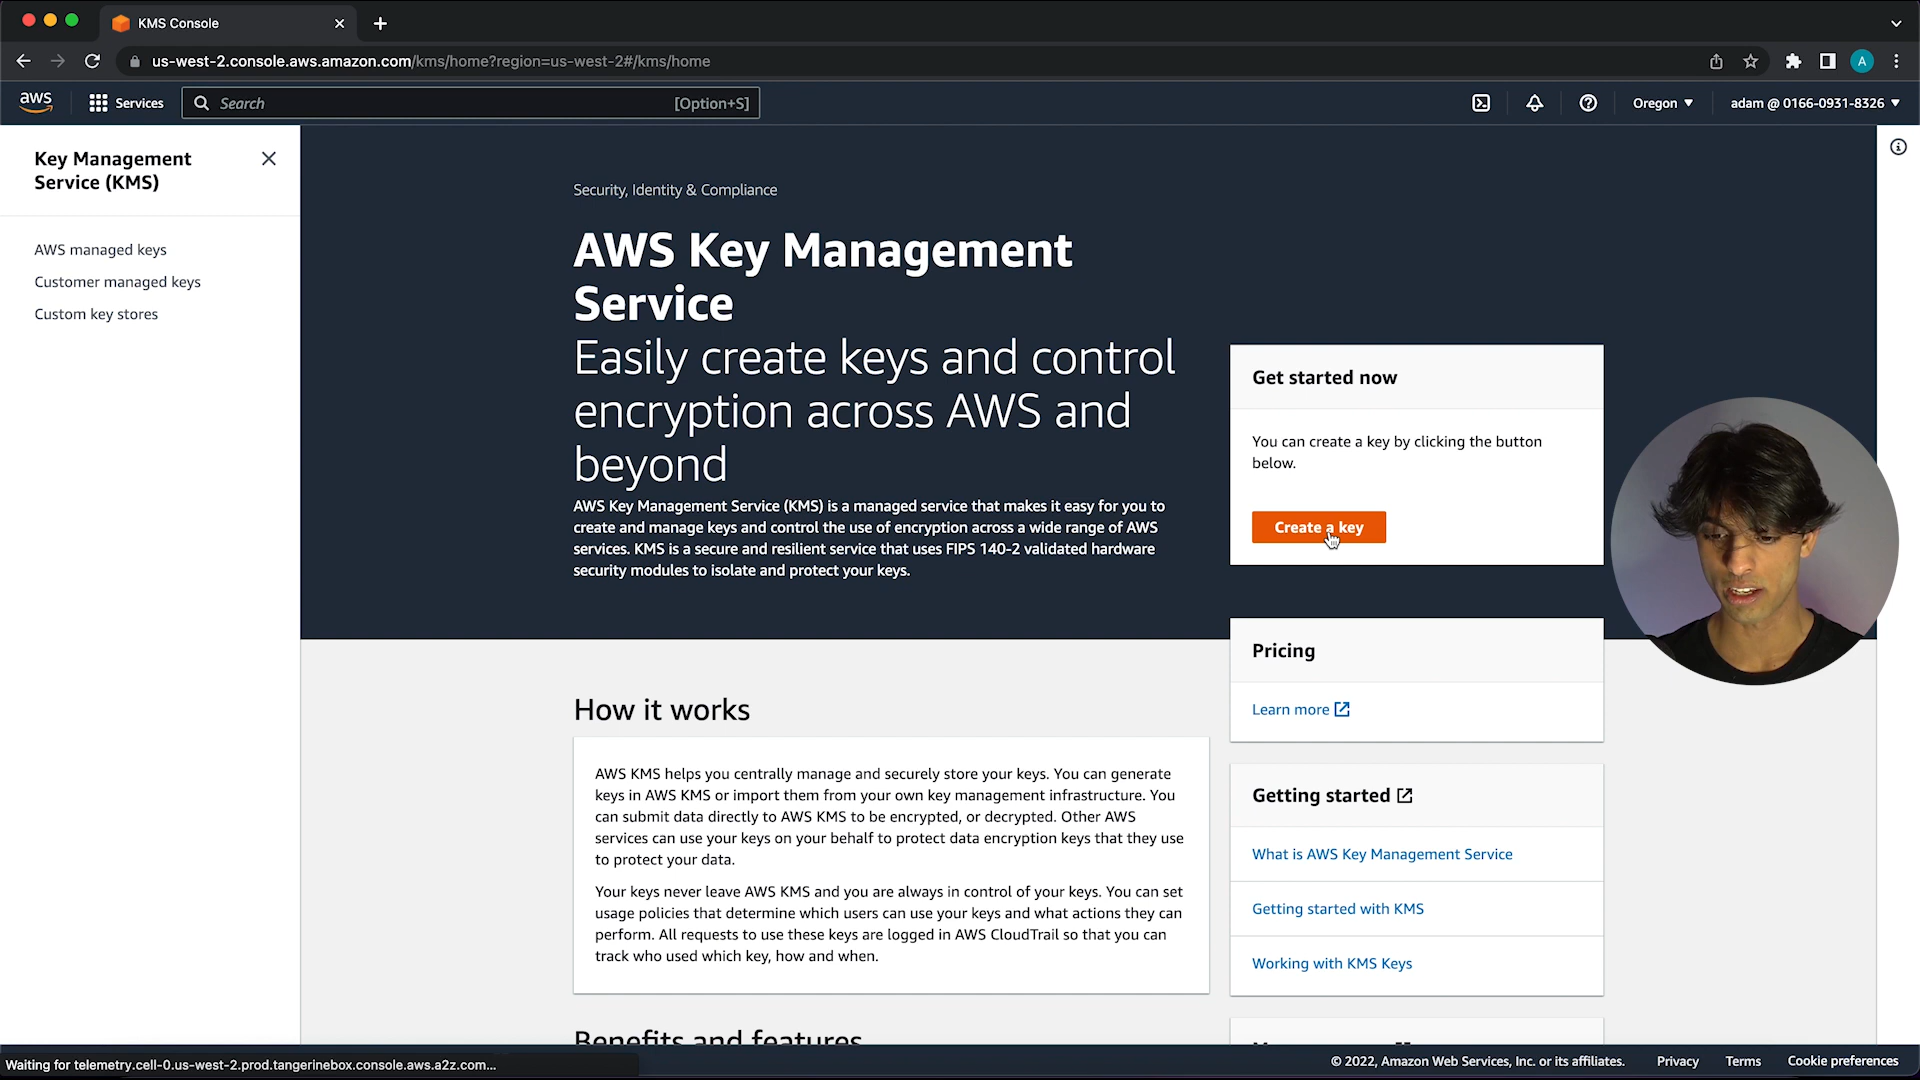 KMS Console
us-west-2.console.aws.amazon.com/kms/home?region=us-west-2#/kms/home
A
aws
Services
Search
[Option+S]
Oregon
adam @ 0166-0931-8326
Key Management
Service (KMS)
AWS managed keys
Customer managed keys
Custom key stores
Security, Identity & Compliance
AWS Key Management
Service
Easily create keys and control
encryption across AWS and
beyond
AWS Key Management Service (KMS) is a managed service that makes it easy for you to
create and manage keys and control the use of encryption across a wide range of AWS
services. KMS is a secure and resilient service that uses FIPS 140-2 validated hardware
security modules to isolate and protect your keys.
Get started now
You can create a key by clicking the button
below.
Create a key
Pricing
Learn more
How it works
AWS KMS helps you centrally manage and securely store your keys. You can generate
keys in AWS KMS or import them from your own key management infrastructure. You
can submit data directly to AWS KMS to be encrypted, or decrypted. Other AWS
services can use your keys on your behalf to protect data encryption keys that they use
to protect your data.
Your keys never leave AWS KMS and you are always in control of your keys. You can set
usage policies that determine which users can use your keys and what actions they can
perform. All requests to use these keys are logged in AWS CloudTrail so that you can
track who used which key, how and when.
Getting started
What is AWS Key Management Service
Getting started with KMS
Working with KMS Keys
Benefits and features
Waiting for telemetry.cell-0.us-west-2.prod.tangerinebox.console.aws.a2z.com...
© 2022, Amazon Web Services, Inc. or its affiliates.
Privacy
Terms
Cookie preferences